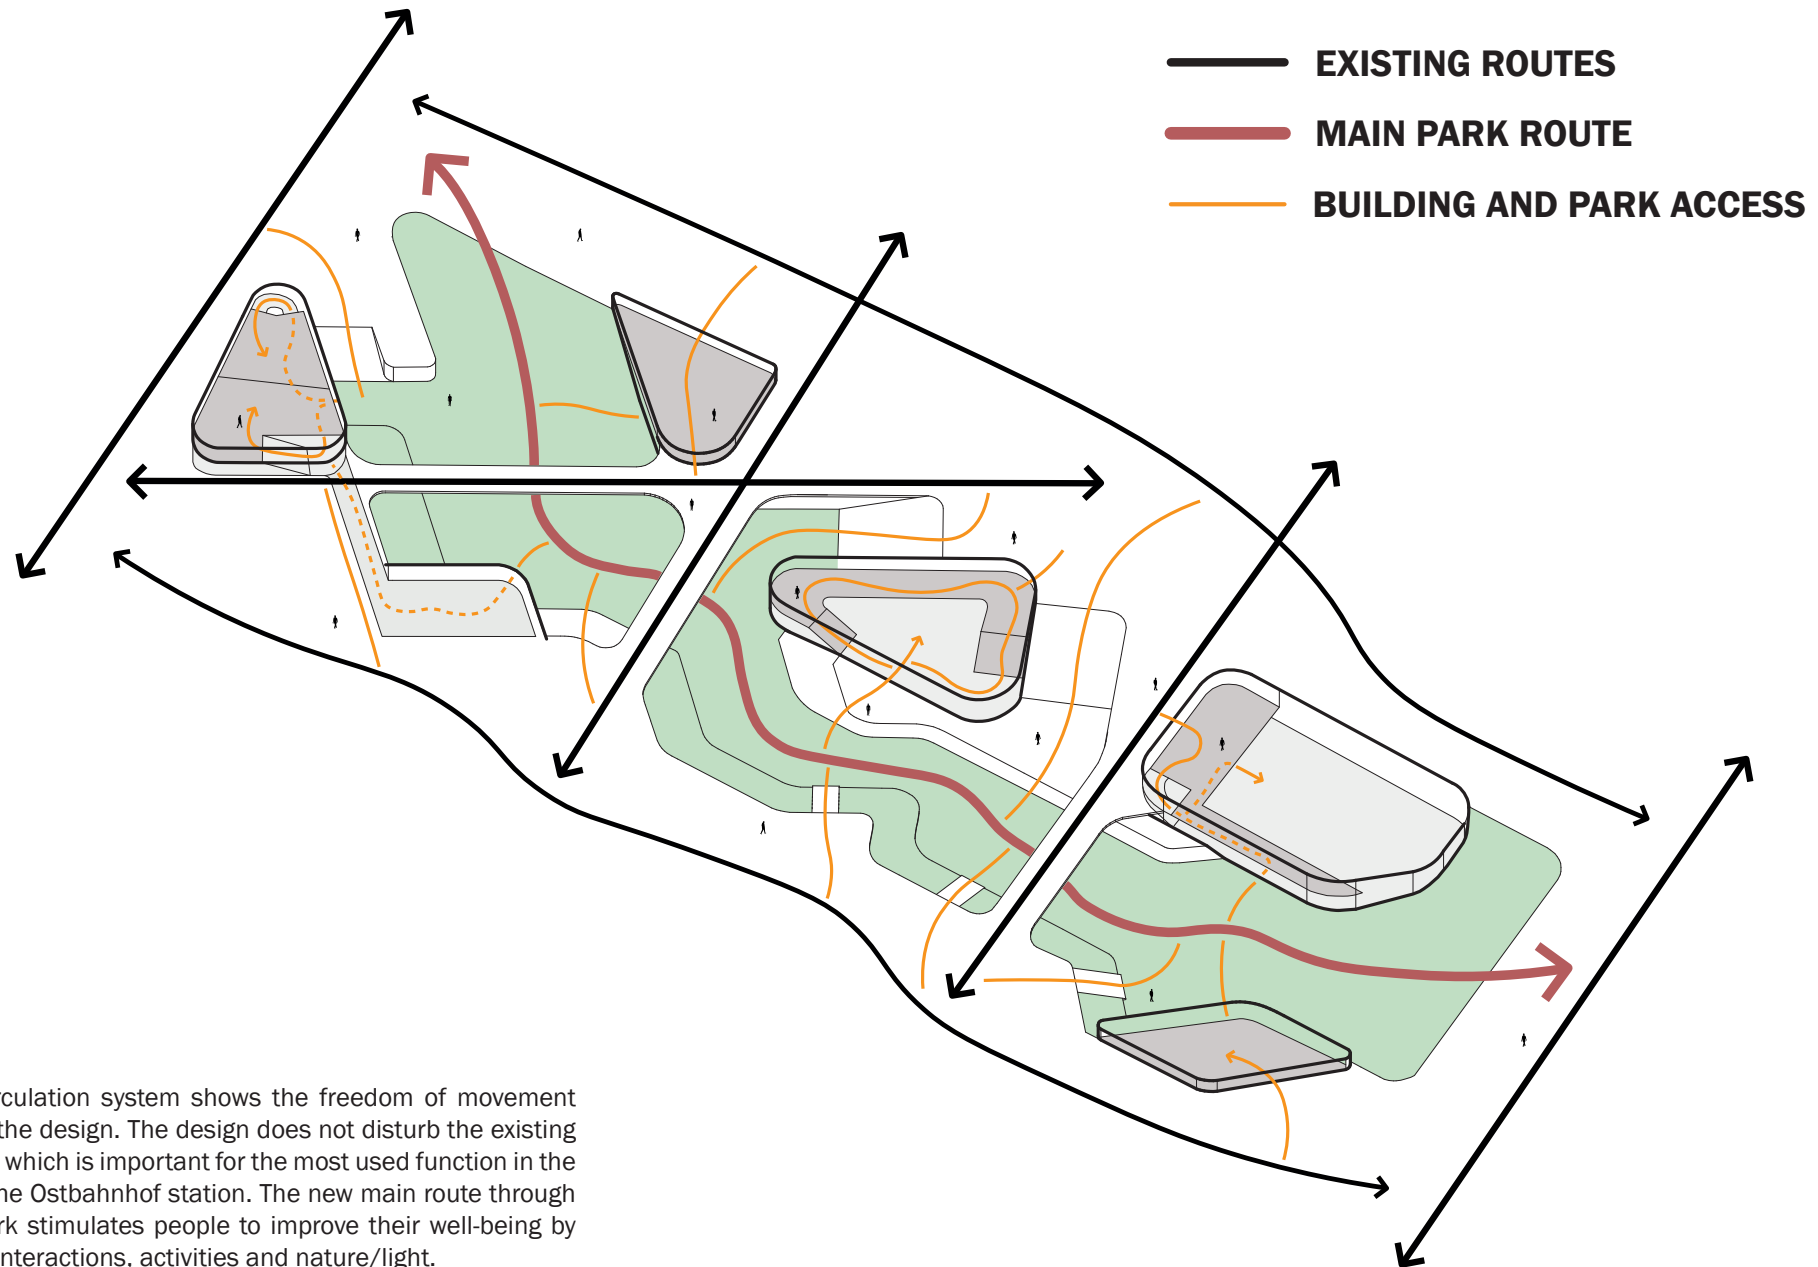 EXISTING ROUTES
MAIN PARK ROUTE
BUILDING AND PARK ACCESS
rculation system shows the freedom of movement
the design. The design does not disturb the existing
which is important for the most used function in the
ne Ostbahnhof station. The new main route through
rk stimulates people to improve their well-being by
nteractions, activities and nature/light.